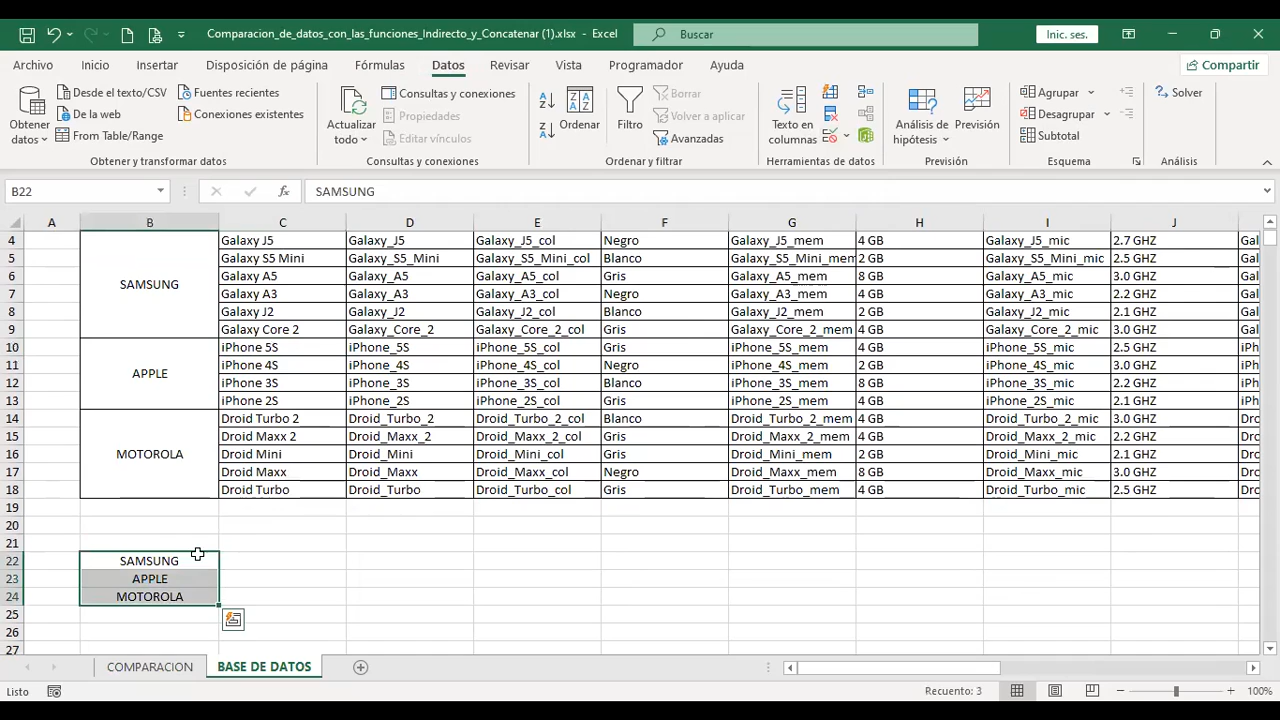 Comparacion_de_datos_con_las_funciones_Indirecto_y_Concatenar (1).xlsx - Excel
Buscar
Inic. ses.
Archivo Inicio Insertar Disposición de página Fórmulas Datos Revisar Vista Programador Ayuda Compartir
Obtener datos
Desde el texto/CSV
De la web
From Table/Range
Fuentes recientes
Conexiones existentes
Obtener y transformar datos
Actualizar todo
Consultas y conexiones
Propiedades
Editar vínculos
Consultas y conexiones
Ordenar
Filtro
Borrar
Volver a aplicar
Avanzadas
Ordenar y filtrar
Texto en columnas
Herramientas de datos
Análisis de hipótesis
Previsión
Previsión
Agrupar
Desagrupar
Subtotal
Esquema
Solver
Análisis
B22 fx SAMSUNG
A B C D E F G H I J
4 Galaxy J5 Galaxy_J5 Galaxy_J5_col Negro Galaxy_J5_mem 4 GB Galaxy_J5_mic 2.7 GHZ Gal
5 Galaxy S5 Mini Galaxy_S5_Mini Galaxy_S5_Mini_col Blanco Galaxy_S5_Mini_mem 2 GB Galaxy_S5_Mini_mic 2.5 GHZ Gal
6 SAMSUNG Galaxy A5 Galaxy_A5 Galaxy_A5_col Gris Galaxy_A5_mem 8 GB Galaxy_A5_mic 3.0 GHZ Gal
7 Galaxy A3 Galaxy_A3 Galaxy_A3_col Negro Galaxy_A3_mem 4 GB Galaxy_A3_mic 2.2 GHZ Gal
8 Galaxy J2 Galaxy_J2 Galaxy_J2_col Blanco Galaxy_J2_mem 2 GB Galaxy_J2_mic 2.1 GHZ Gal
9 Galaxy Core 2 Galaxy_Core_2 Galaxy_Core_2_col Gris Galaxy_Core_2_mem 4 GB Galaxy_Core_2_mic 3.0 GHZ Gal
10 iPhone 5S iPhone_5S iPhone_5S_col Gris iPhone_5S_mem 4 GB iPhone_5S_mic 2.5 GHZ iPh
11 APPLE iPhone 4S iPhone_4S iPhone_4S_col Negro iPhone_4S_mem 2 GB iPhone_4S_mic 3.0 GHZ iPh
12 iPhone 3S iPhone_3S iPhone_3S_col Blanco iPhone_3S_mem 8 GB iPhone_3S_mic 2.2 GHZ iPh
13 iPhone 2S iPhone_2S iPhone_2S_col Gris iPhone_2S_mem 4 GB iPhone_2S_mic 2.1 GHZ iPh
14 Droid Turbo 2 Droid_Turbo_2 Droid_Turbo_2_col Blanco Droid_Turbo_2_mem 4 GB Droid_Turbo_2_mic 3.0 GHZ Dro
15 Droid Maxx 2 Droid_Maxx_2 Droid_Maxx_2_col Gris Droid_Maxx_2_mem 4 GB Droid_Maxx_2_mic 2.2 GHZ Dro
16 MOTOROLA Droid Mini Droid_Mini Droid_Mini_col Gris Droid_Mini_mem 2 GB Droid_Mini_mic 2.1 GHZ Dro
17 Droid Maxx Droid_Maxx Droid_Maxx_col Negro Droid_Maxx_mem 8 GB Droid_Maxx_mic 3.0 GHZ Dro
18 Droid Turbo Droid_Turbo Droid_Turbo_col Gris Droid_Turbo_mem 4 GB Droid_Turbo_mic 2.5 GHZ Dro
19
20
21
22 SAMSUNG
23 APPLE
24 MOTOROLA
25
26
27
COMPARACION BASE DE DATOS
Listo Recuento: 3 100%